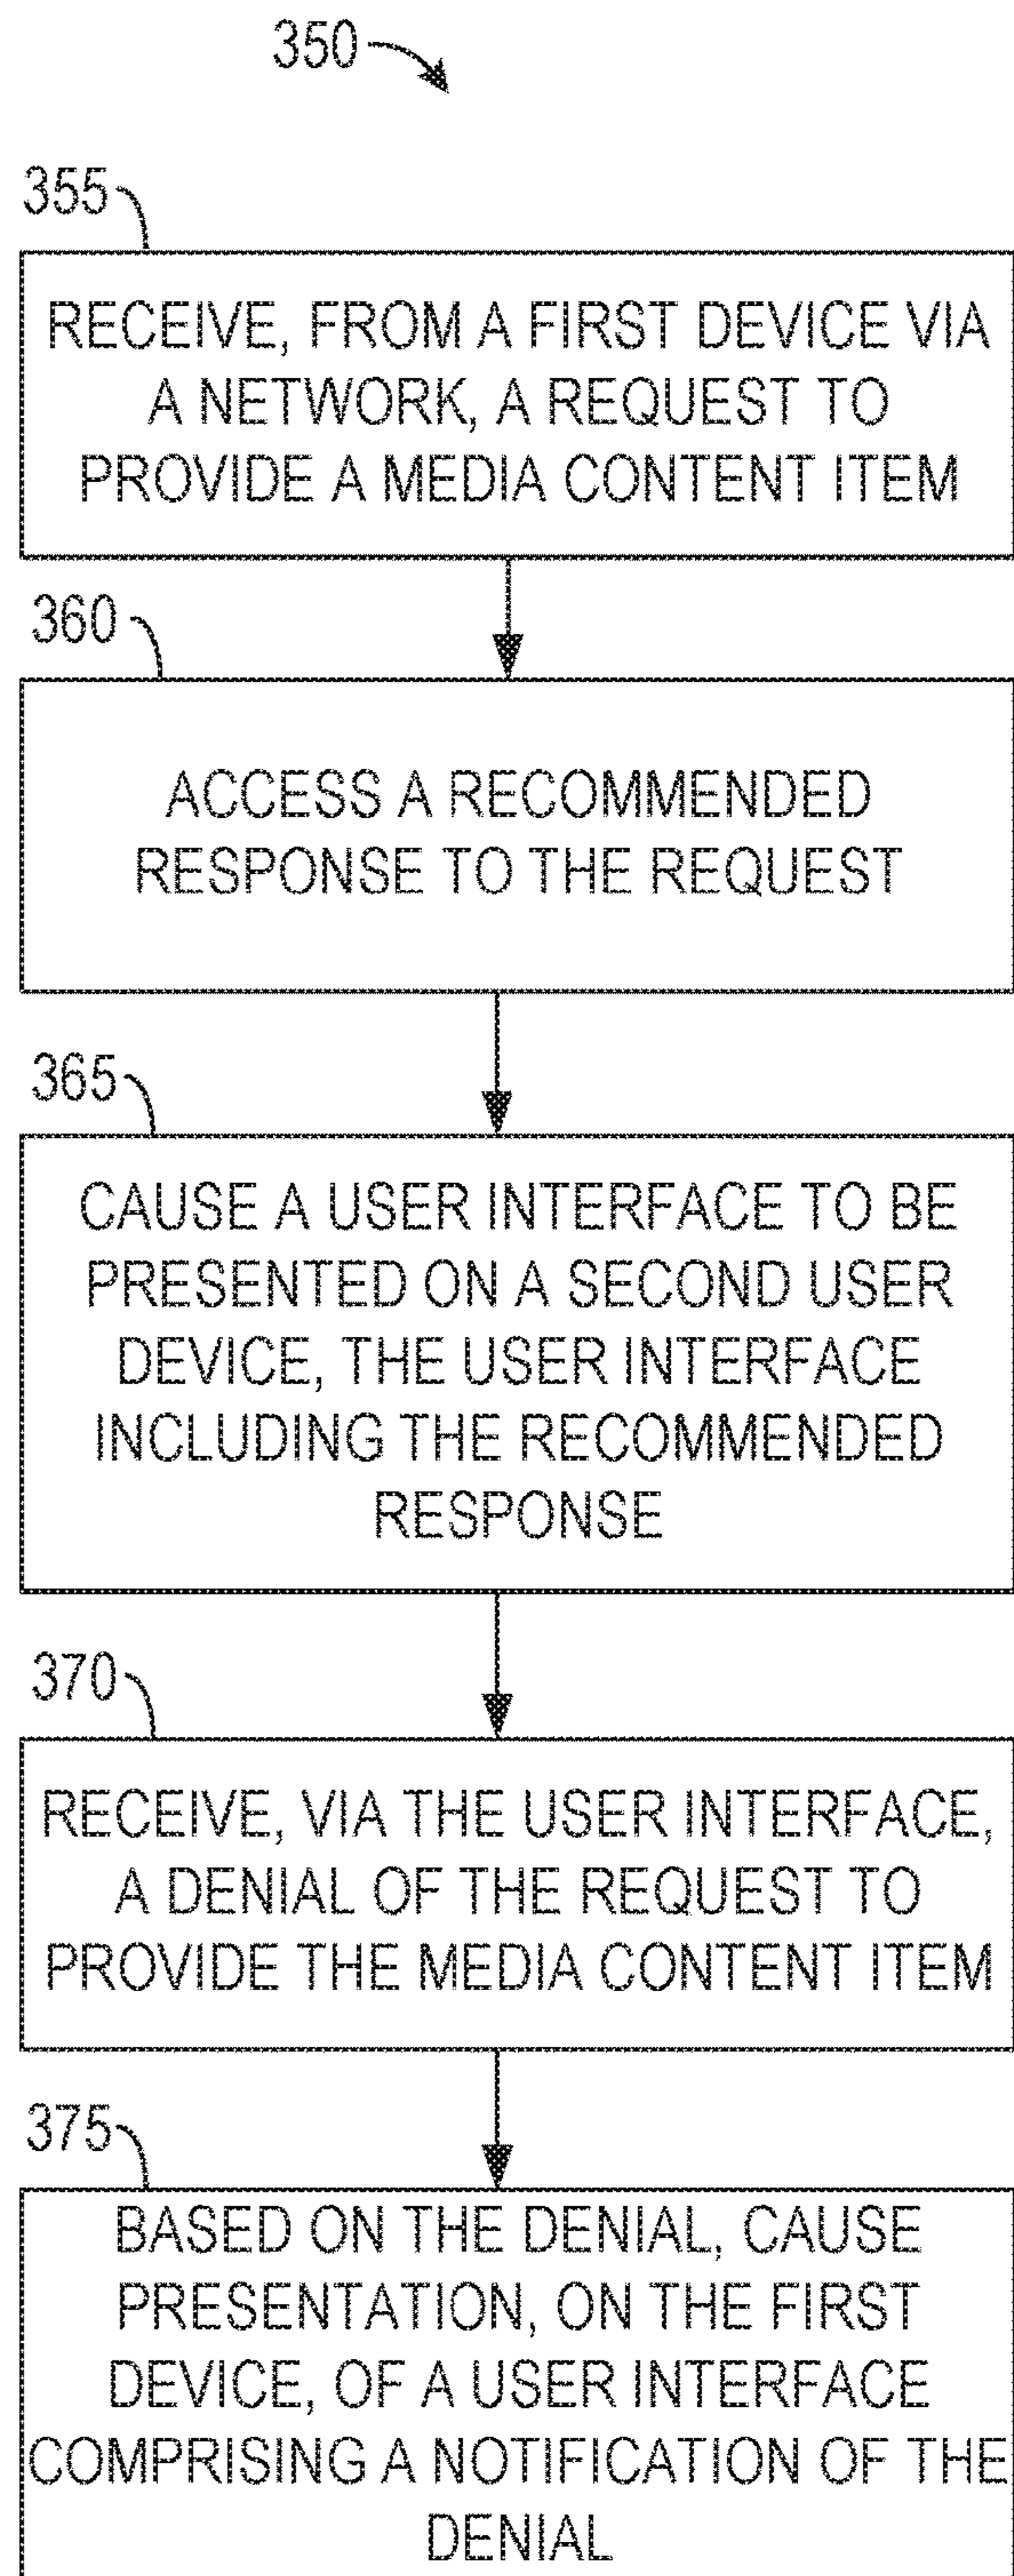 350
355
RECEIVE, FROM A FIRST DEVICE VIA
A NETWORK, A REQUEST TO
PROVIDE A MEDIA CONTENT ITEM
360
ACCESS A RECOMMENDED
RESPONSE TO THE REQUEST
365
CAUSE A USER INTERFACE TO BE
PRESENTED ON A SECOND USER
DEVICE, THE USER INTERFACE
INCLUDING THE RECOMMENDED
RESPONSE
370
RECEIVE, VIA THE USER INTERFACE,
A DENIAL OF THE REQUEST TO
PROVIDE THE MEDIA CONTENT ITEM
375
BASED ON THE DENIAL, CAUSE
PRESENTATION, ON THE FIRST
DEVICE, OF A USER INTERFACE
COMPRISING A NOTIFICATION OF THE
DENIAL